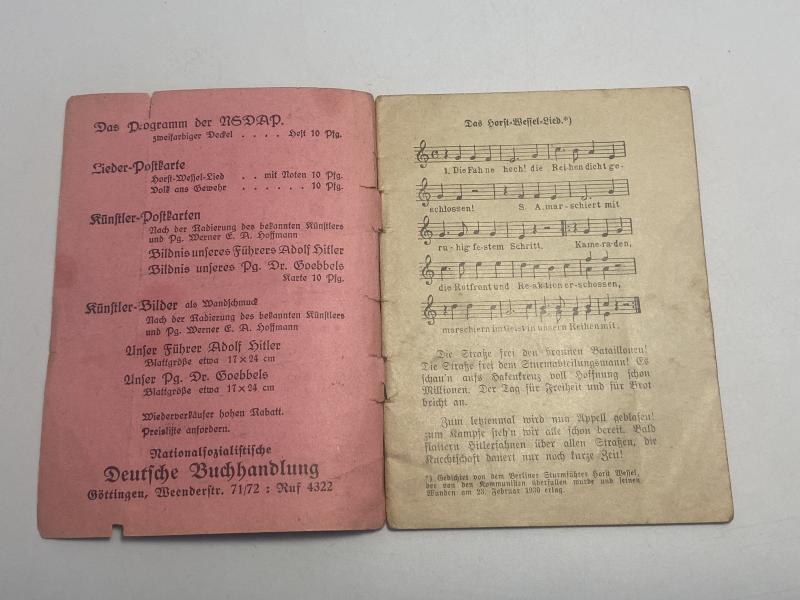 Das Programm der NSDAP.
zweifarbiger Deckel . . . . Heft 10 Pfg.
Lieder-Postkarte
Horst-Wessel-Lied . . mit Noten 10 Pfg.
Volk ans Gewehr . . . . . . . 10 Pfg.
Künstler-Postkarten
Nach der Radierung des bekannten Künstlers
und Pg. Werner E. A. Hoffmann
Bildnis unseres Führers Adolf Hitler
Bildnis unseres Pg. Dr. Goebbels
Karte 10 Pfg.
Künstler-Bilder als Wandschmuck
Nach der Radierung des bekannten Künstlers
und Pg. Werner E. A. Hoffmann
Unser Führer Adolf Hitler
Blattgröße etwa 17 × 24 cm
Unser Pg. Dr. Goebbels
Blattgröße etwa 17 × 24 cm
Wiederverkäufer hohen Rabatt.
Preisliste anfordern.
Nationalsozialistische
Deutsche Buchhandlung
Göttingen, Weenderstr. 71/72 : Ruf 4322
Das Horst-Wessel-Lied.*)
1. Die Fah ne hoch! die Rei-hen dicht ge-
schlossen! S. A. mar-schiert mit
ru-hig fe-stem Schritt. Kame-ra-den,
die Rotfront und Re-aktion er-schossen,
marschiern im Geist in unsern Reihen mit.
Die Straße frei den braunen Bataillonen!
Die Straße frei dem Sturmabteilungsmann! Es
schau'n aufs Hakenkreuz voll Hoffnung schon
Millionen. Der Tag für Freiheit und für Brot
bricht an.
Zum letztenmal wird nun Appell geblasen!
zum Kampfe steh'n wir alle schon bereit. Bald
flattern Hitlerfahnen über allen Straßen, die
Knechtschaft dauert nur noch kurze Zeit!
*) Gedichtet von dem Berliner Sturmführer Horst Wessel,
der von den Kommunisten überfallen wurde und seinen
Wunden am 23. Februar 1930 erlag.